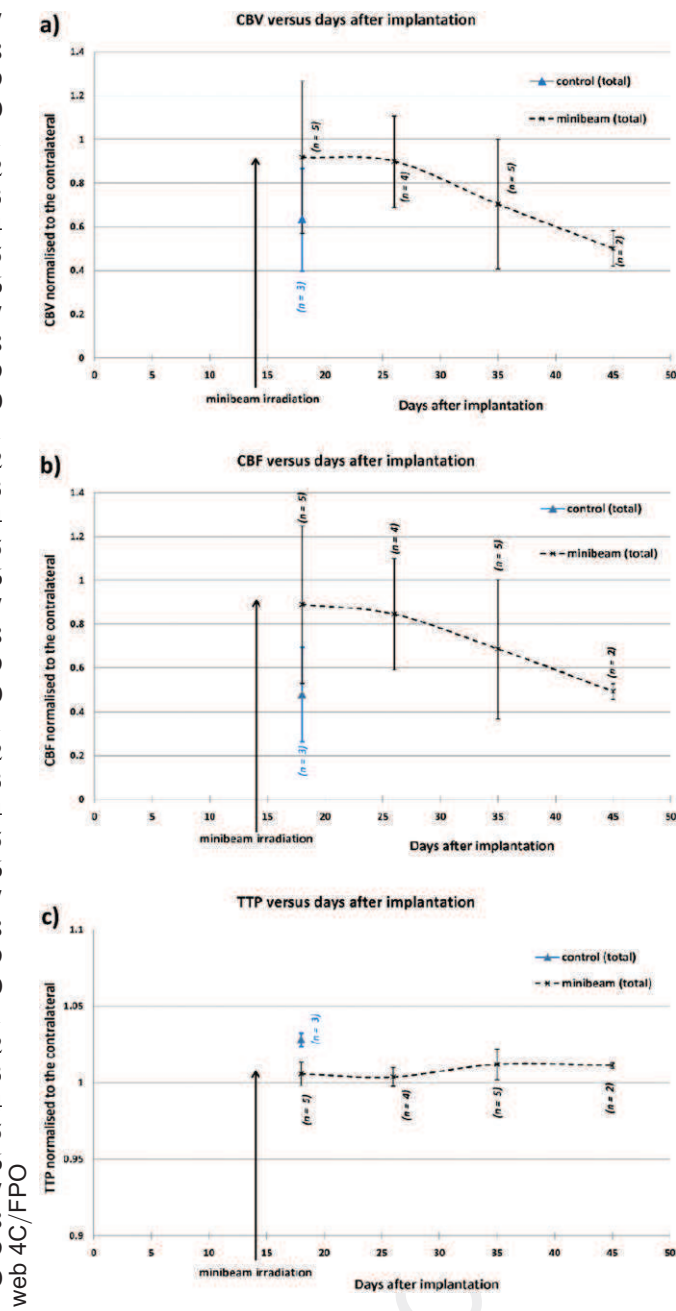 a)
CBV versus days after implantation
CBV normalised to the contralateral
1.4
1.2
1
0.8
0.6
0.4
0.2
0
control (total)
minibeam (total)
(n = 5)
(n = 4)
(n = 5)
(n = 2)
(n = 3)
0 5 10 15 20 25 30 35 40 45 50
minibeam irradiation
Days after implantation
b)
CBF versus days after implantation
CBF normalised to the contralateral
1.4
1.2
1
0.8
0.6
0.4
0.2
0
control (total)
minibeam (total)
(n = 5)
(n = 4)
(n = 5)
(n = 2)
(n = 3)
0 5 10 15 20 25 30 35 40 45 50
minibeam irradiation
Days after implantation
c)
TTP versus days after implantation
TTP normalised to the contralateral
1.1
1.05
1
0.95
0.9
control (total)
minibeam (total)
(n = 3)
(n = 5)
(n = 4)
(n = 5)
(n = 2)
0 5 10 15 20 25 30 35 40 45 50
minibeam irradiation
Days after implantation
web 4C/FPO